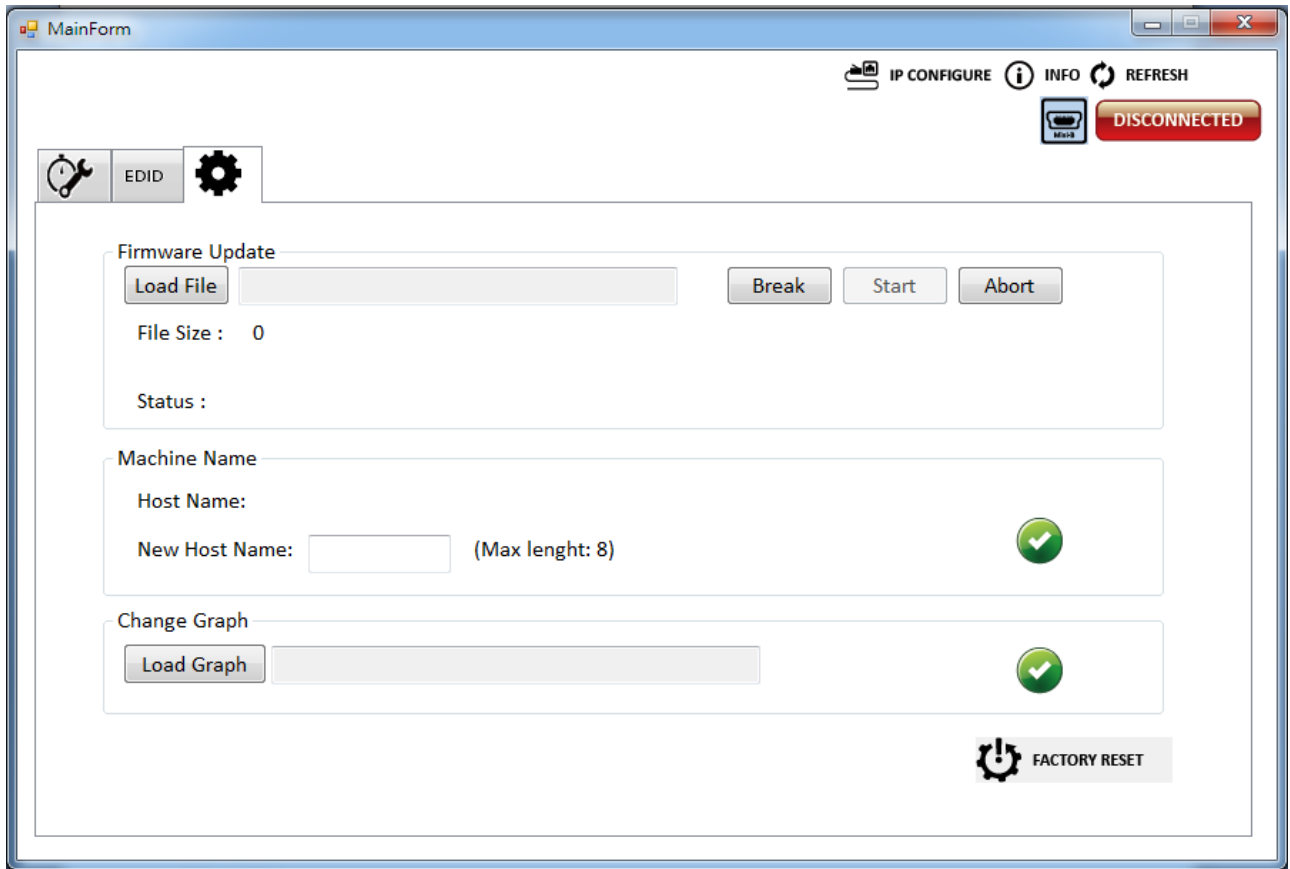 MainForm
IP CONFIGURE INFO REFRESH
Mini-B DISCONNECTED
EDID
Firmware Update
Load File Break Start Abort
File Size : 0
Status :
Machine Name
Host Name:
New Host Name: (Max lenght: 8)
Change Graph
Load Graph
FACTORY RESET